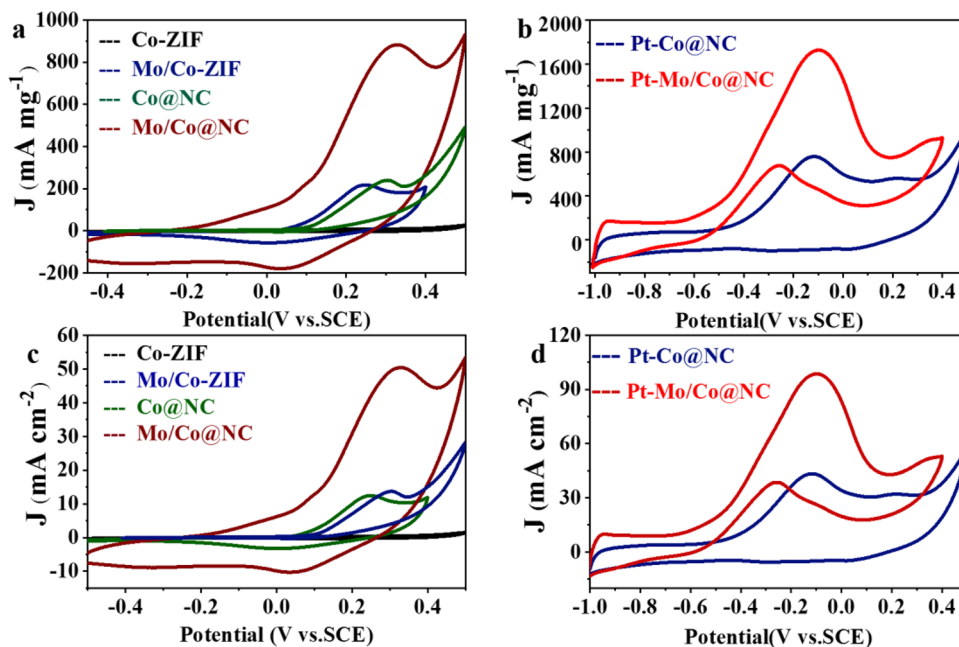 a
Co-ZIF
Mo/Co-ZIF
Co@NC
Mo/Co@NC
J (mA mg⁻¹)
1000
800
600
400
200
0
-200
-0.4
-0.2
0.0
0.2
0.4
Potential(V vs.SCE)
b
Pt-Co@NC
Pt-Mo/Co@NC
J (mA mg⁻¹)
2000
1600
1200
800
400
0
-1.0
-0.8
-0.6
-0.4
-0.2
0.0
0.2
0.4
Potential(V vs.SCE)
c
Co-ZIF
Mo/Co-ZIF
Co@NC
Mo/Co@NC
J (mA cm⁻²)
60
50
40
30
20
10
0
-10
-0.4
-0.2
0.0
0.2
0.4
Potential (V vs.SCE)
d
Pt-Co@NC
Pt-Mo/Co@NC
J (mA cm⁻²)
120
90
60
30
0
-1.0
-0.8
-0.6
-0.4
-0.2
0.0
0.2
0.4
Potential(V vs.SCE)